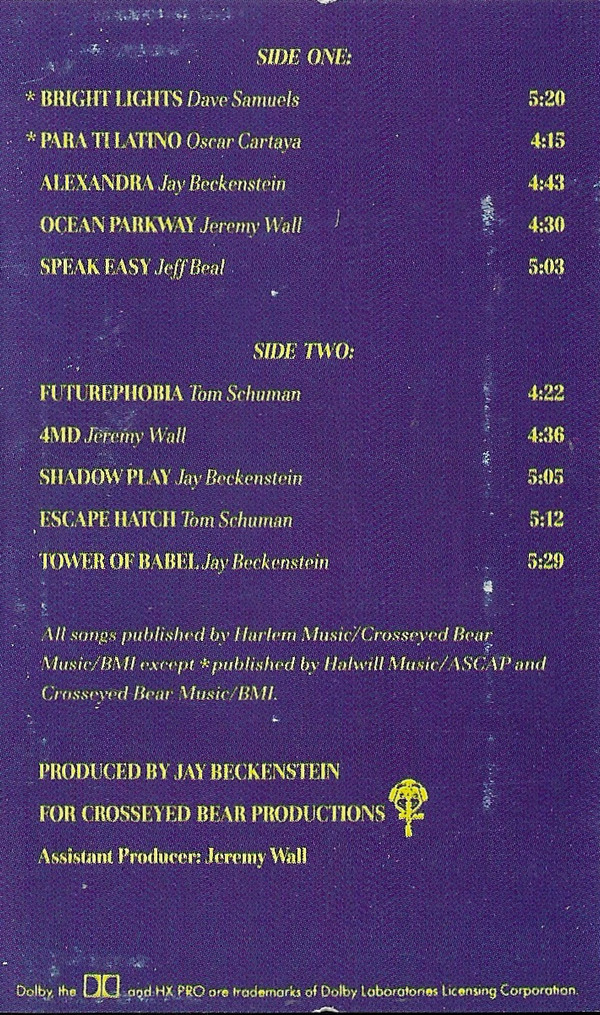 SIDE ONE:
* BRIGHT LIGHTS Dave Samuels 5:20
* PARA TI LATINO Oscar Cartaya 4:15
ALEXANDRA Jay Beckenstein 4:43
OCEAN PARKWAY Jeremy Wall 4:30
SPEAK EASY Jeff Beal 5:03
SIDE TWO:
FUTUREPHOBIA Tom Schuman 4:22
4MD Jeremy Wall 4:36
SHADOW PLAY Jay Beckenstein 5:05
ESCAPE HATCH Tom Schuman 5:12
TOWER OF BABEL Jay Beckenstein 5:29
All songs published by Harlem Music/Crosseyed Bear
Music/BMI except *published by Halwill Music/ASCAP and
Crosseyed Bear Music/BMI.
PRODUCED BY JAY BECKENSTEIN
FOR CROSSEYED BEAR PRODUCTIONS
Assistant Producer: Jeremy Wall
Dolby, the and HX PRO are trademarks of Dolby Laboratories Licensing Corporation.